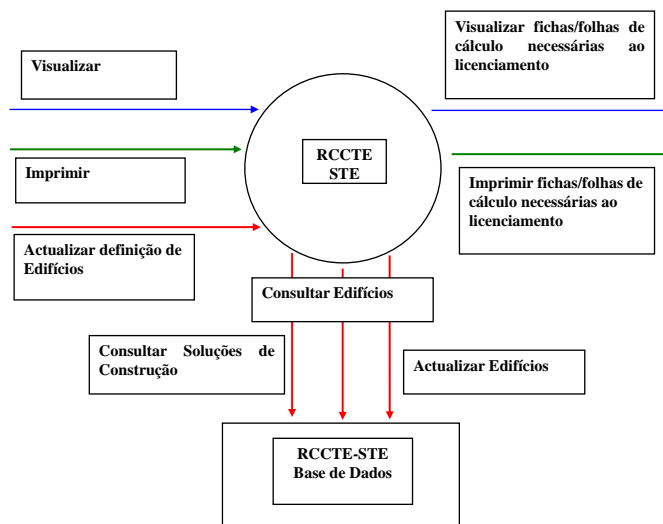 Visualizar
Visualizar fichas/folhas de
cálculo necessárias ao
licenciamento
RCCTE
STE
Imprimir
Imprimir fichas/folhas de
cálculo necessárias ao
licenciamento
Actualizar definição de
Edifícios
Consultar Edifícios
Consultar Soluções de
Construção
Actualizar Edifícios
RCCTE-STE
Base de Dados